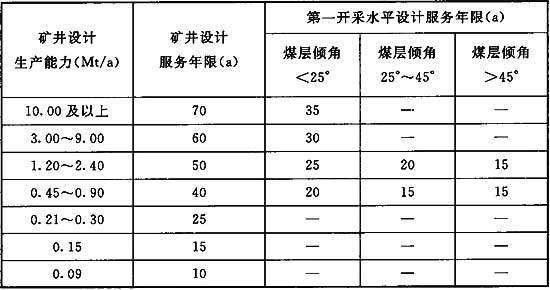 矿井设计
生产能力(Mt/a)
矿井设计
服务年限(a)
第一开采水平设计服务年限(a)
煤层倾角
<25°
煤层倾角
25°~45°
煤层倾角
>45°
10.00及以上 70 35 — —
3.00~9.00 60 30 — —
1.20~2.40 50 25 20 15
0.45~0.90 40 20 15 15
0.21~0.30 25 — — —
0.15 15 — — —
0.09 10 — — —